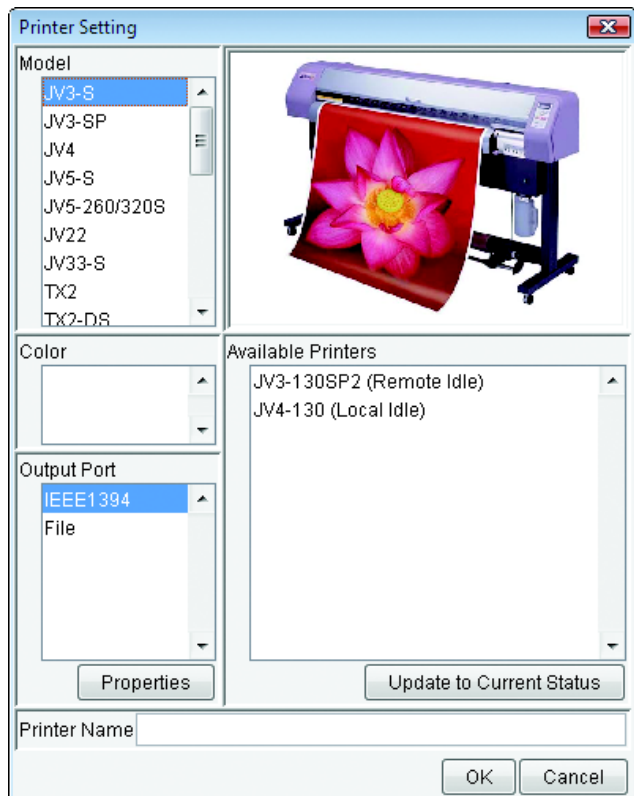 Printer Setting
Model
JV3-S
JV3-SP
JV4
JV5-S
JV5-260/320S
JV22
JV33-S
TX2
TX2-DS
Color
Available Printers
JV3-130SP2 (Remote Idle)
JV4-130 (Local Idle)
Output Port
IEEE1394
File
Properties
Update to Current Status
Printer Name
OK
Cancel